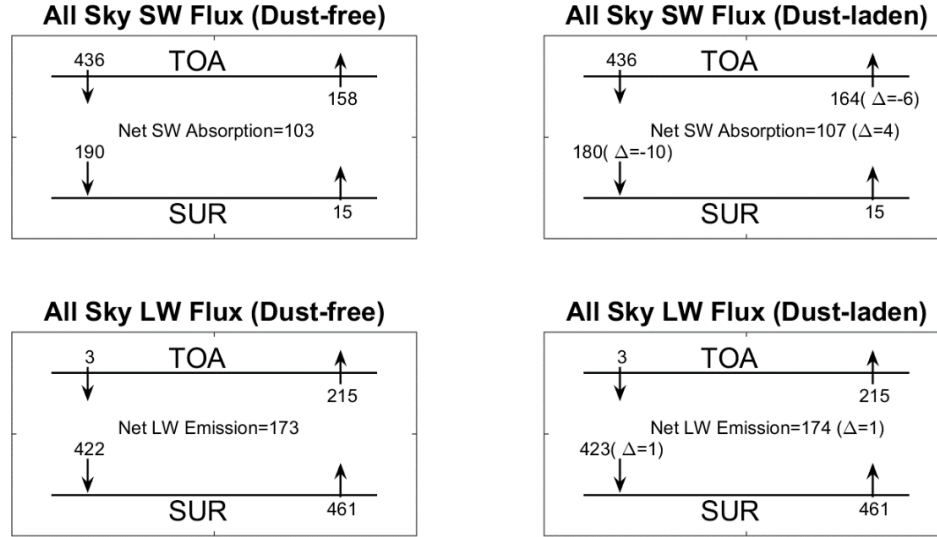 All Sky SW Flux (Dust-free)
436 TOA
158
Net SW Absorption=103
190
SUR
15
All Sky SW Flux (Dust-laden)
436 TOA
164( Δ=-6)
Net SW Absorption=107 (Δ=4)
180( Δ=-10)
SUR
15
All Sky LW Flux (Dust-free)
3 TOA
215
Net LW Emission=173
422
SUR
461
All Sky LW Flux (Dust-laden)
3 TOA
215
Net LW Emission=174 (Δ=1)
423( Δ=1)
SUR
461